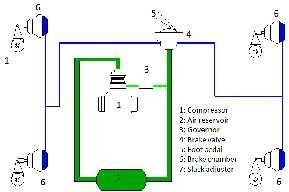 6
6
5
4
3
1
1
2
6
6
1: Compressor
2: Air reservoir
3: Governor
4: Brake valve
5: Foot pedal
6: Brake chamber
7: Slack adjuster